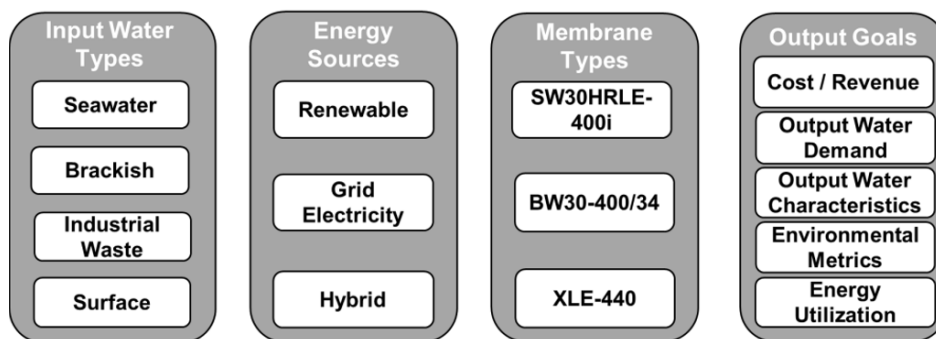 Input Water
Types
Seawater
Brackish
Industrial
Waste
Surface
Energy
Sources
Renewable
Grid
Electricity
Hybrid
Membrane
Types
SW30HRLE-
400i
BW30-400/34
XLE-440
Output Goals
Cost / Revenue
Output Water
Demand
Output Water
Characteristics
Environmental
Metrics
Energy
Utilization